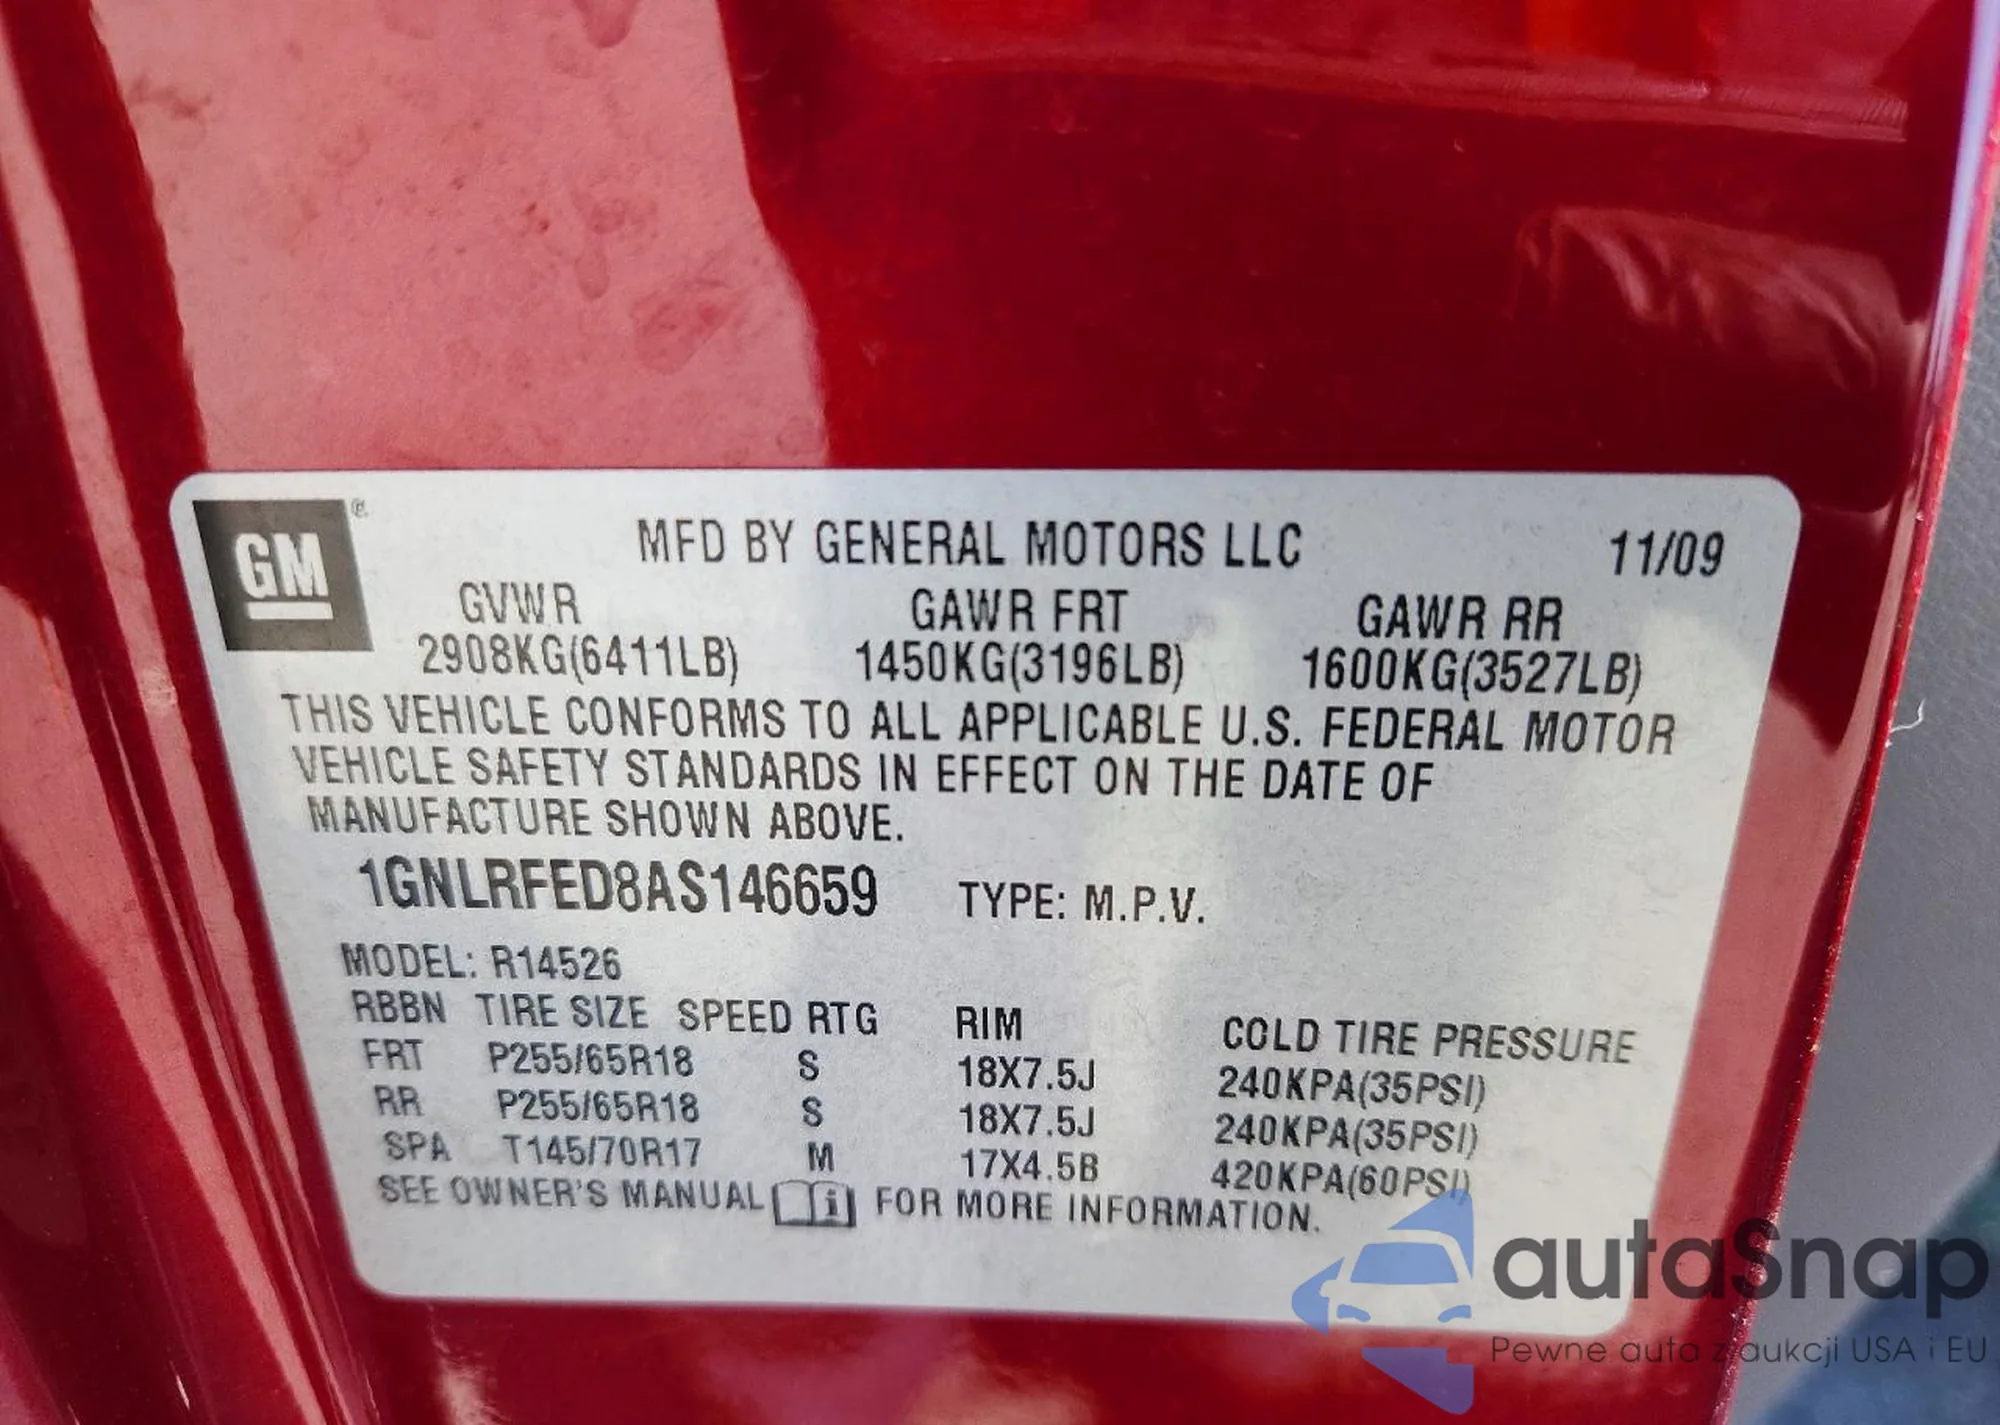 GM ®
MFD BY GENERAL MOTORS LLC 11/09
GVWR GAWR FRT GAWR RR
2908KG(6411LB) 1450KG(3196LB) 1600KG(3527LB)
THIS VEHICLE CONFORMS TO ALL APPLICABLE U.S. FEDERAL MOTOR
VEHICLE SAFETY STANDARDS IN EFFECT ON THE DATE OF
MANUFACTURE SHOWN ABOVE.
1GNLRFED8AS146659 TYPE: M.P.V.
MODEL: R14526
RBBN TIRE SIZE SPEED RTG RIM COLD TIRE PRESSURE
FRT P255/65R18 S 18X7.5J 240KPA(35PSI)
RR P255/65R18 S 18X7.5J 240KPA(35PSI)
SPA T145/70R17 M 17X4.5B 420KPA(60PSI)
SEE OWNER'S MANUAL i FOR MORE INFORMATION.
autaSnap
Pewne auta z aukcji USA i EU